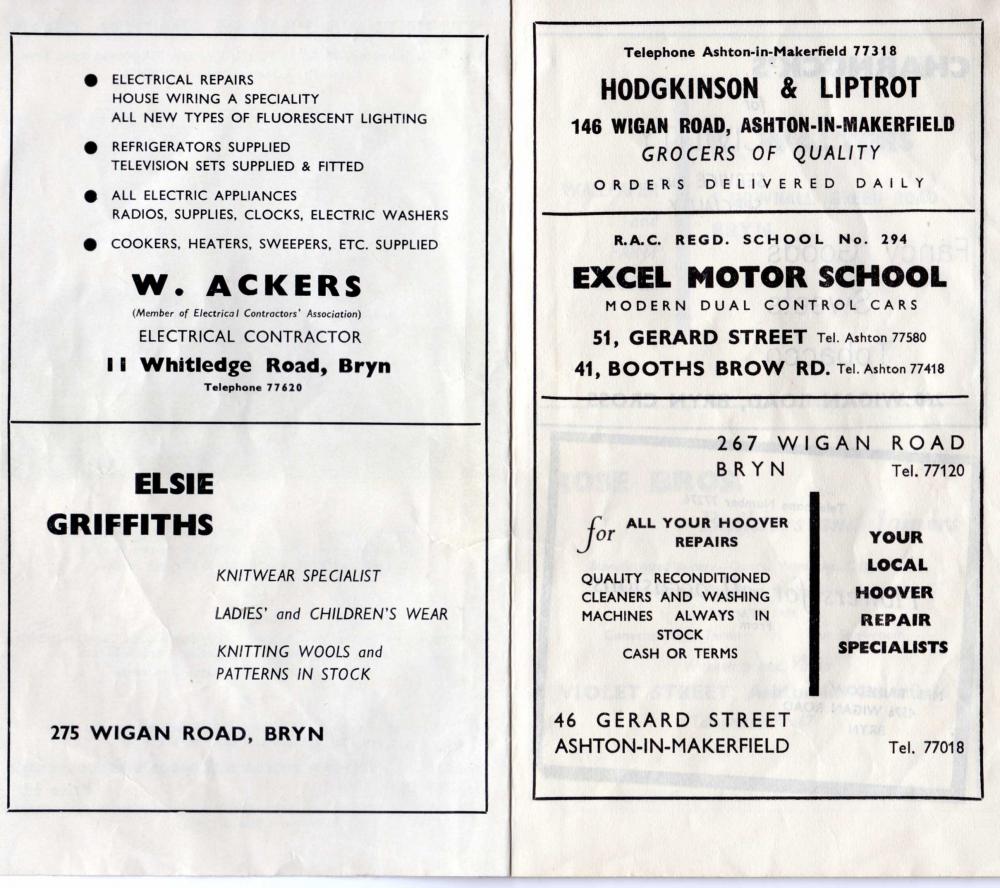 ELECTRICAL REPAIRS
HOUSE WIRING A SPECIALITY
ALL NEW TYPES OF FLUORESCENT LIGHTING
REFRIGERATORS SUPPLIED
TELEVISION SETS SUPPLIED & FITTED
ALL ELECTRIC APPLIANCES
RADIOS, SUPPLIES, CLOCKS, ELECTRIC WASHERS
COOKERS, HEATERS, SWEEPERS, ETC. SUPPLIED
W. ACKERS
(Member of Electrical Contractors' Association)
ELECTRICAL CONTRACTOR
11 Whitledge Road, Bryn
Telephone 77620
ELSIE
GRIFFITHS
KNITWEAR SPECIALIST
LADIES' and CHILDREN'S WEAR
KNITTING WOOLS and
PATTERNS IN STOCK
275 WIGAN ROAD, BRYN
Telephone Ashton-in-Makerfield 77318
HODGKINSON & LIPTROT
146 WIGAN ROAD, ASHTON-IN-MAKERFIELD
GROCERS OF QUALITY
ORDERS DELIVERED DAILY
R.A.C. REGD. SCHOOL No. 294
EXCEL MOTOR SCHOOL
MODERN DUAL CONTROL CARS
51, GERARD STREET Tel. Ashton 77580
41, BOOTHS BROW RD. Tel. Ashton 77418
267 WIGAN ROAD
BRYN Tel. 77120
for ALL YOUR HOOVER
REPAIRS
QUALITY RECONDITIONED
CLEANERS AND WASHING
MACHINES ALWAYS IN
STOCK
CASH OR TERMS
YOUR
LOCAL
HOOVER
REPAIR
SPECIALISTS
46 GERARD STREET
ASHTON-IN-MAKERFIELD Tel. 77018